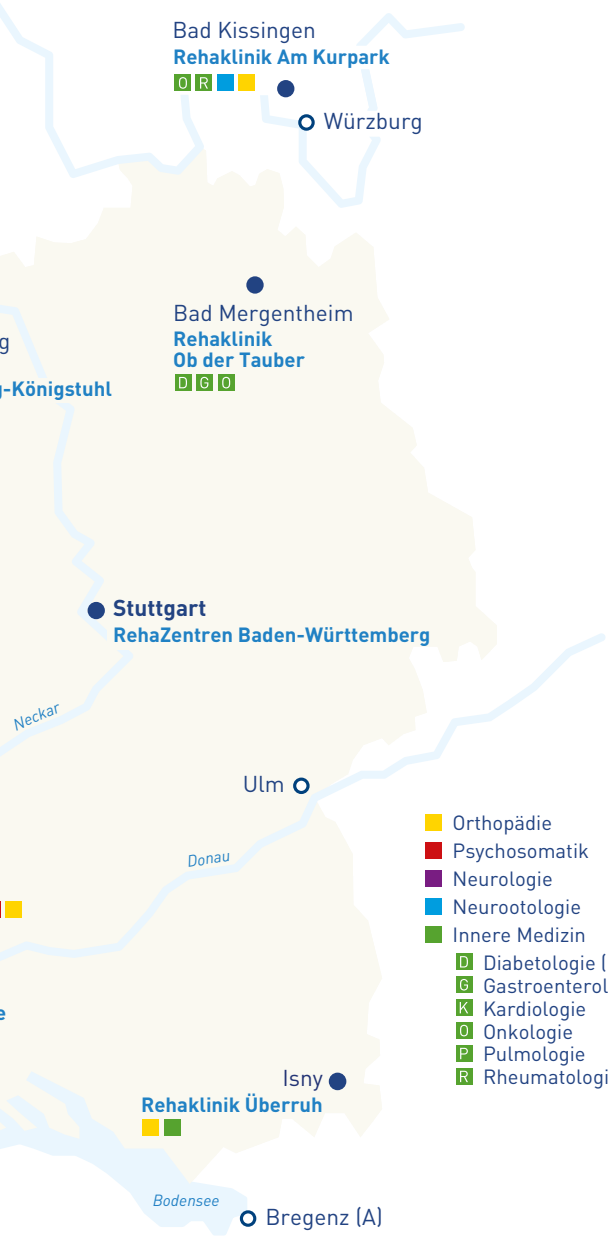 Bad Kissingen
Rehaklinik Am Kurpark
O R
Würzburg
Bad Mergentheim
Rehaklinik
Ob der Tauber
D G O
g
g-Königstuhl
Stuttgart
RehaZentren Baden-Württemberg
Neckar
Ulm
Donau
Orthopädie
Psychosomatik
Neurologie
Neurootologie
Innere Medizin
D Diabetologie (
G Gastroenterol
K Kardiologie
O Onkologie
P Pulmologie
R Rheumatologi
e
Isny
Rehaklinik Überruh
Bodensee
Bregenz (A)